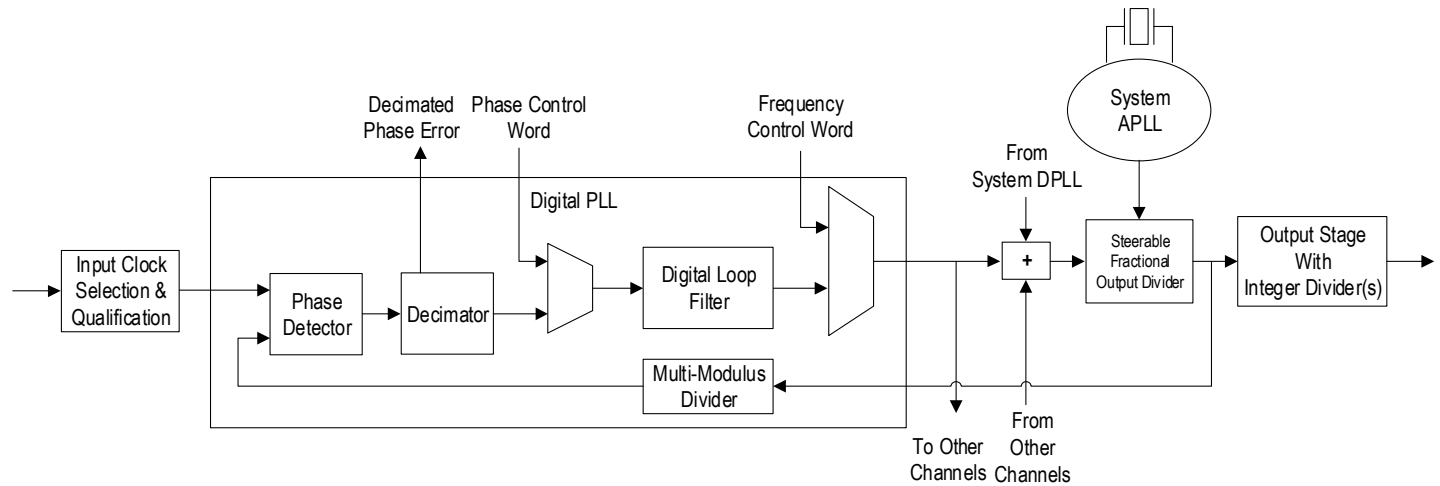 System
APLL
Decimated
Phase Error
Phase Control
Word
Frequency
Control Word
From
System DPLL
Digital PLL
Input Clock
Selection &
Qualification
Phase
Detector
Decimator
Digital Loop
Filter
+
Steerable
Fractional
Output Divider
Output Stage
With
Integer Divider(s)
Multi-Modulus
Divider
To Other
Channels
From
Other
Channels